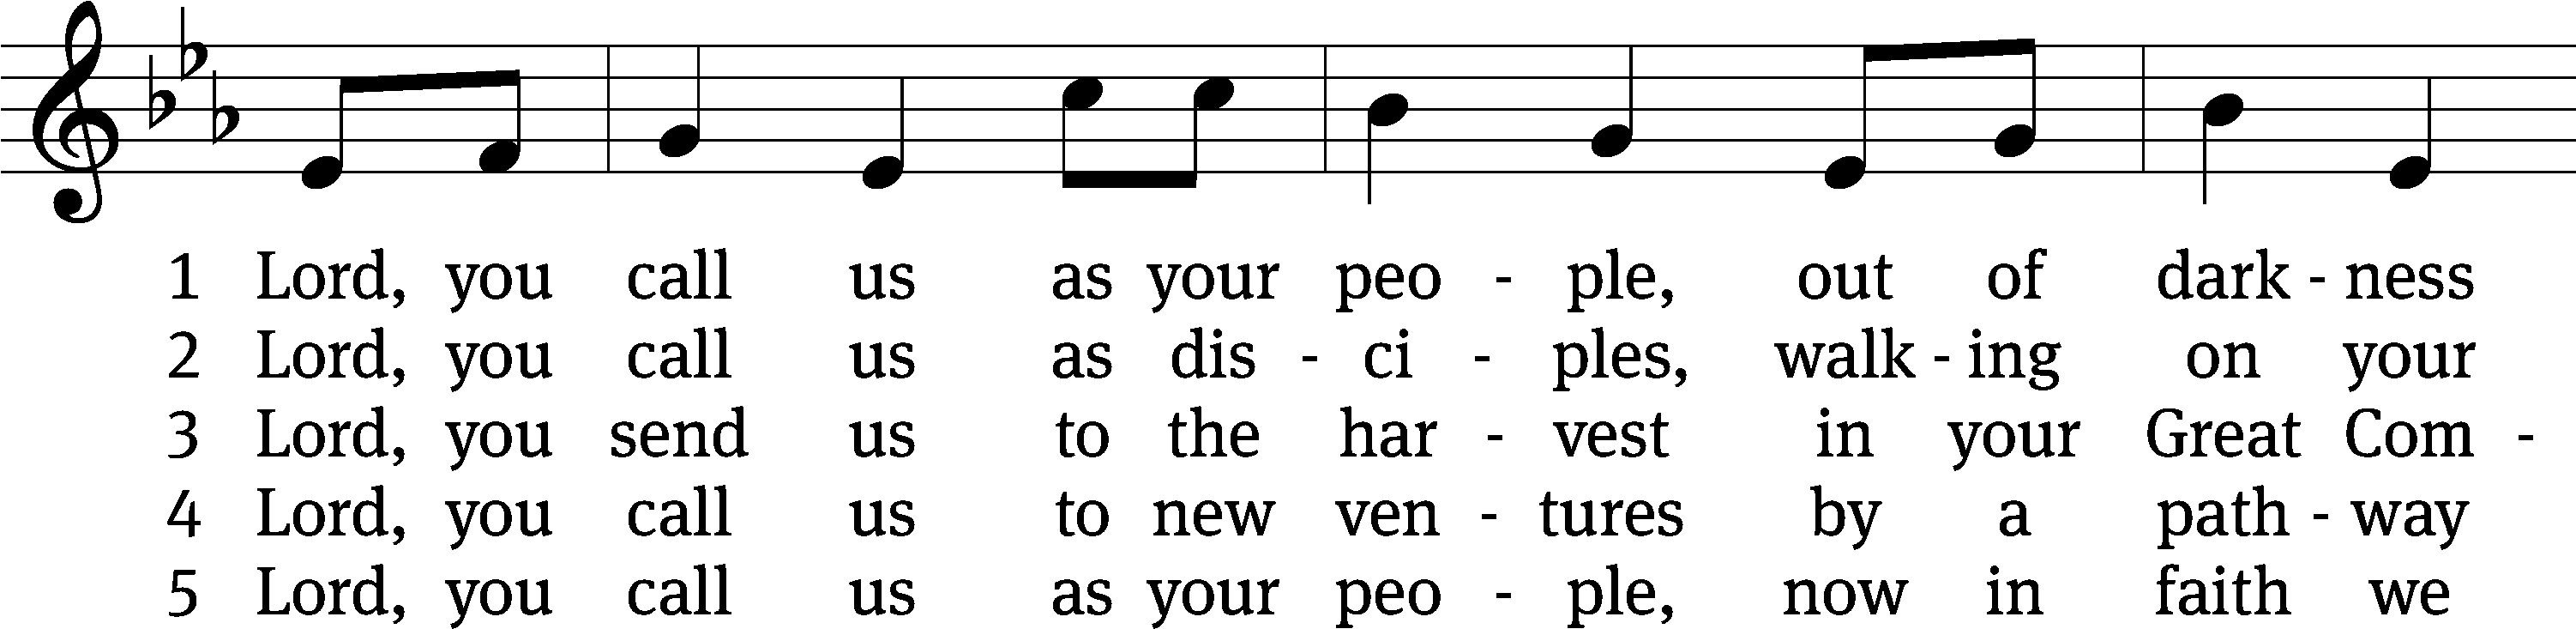 1 Lord, you call us as your peo - ple, out of dark - ness
2 Lord, you call us as dis - ci - ples, walk - ing on your
3 Lord, you send us to the har - vest in your Great Com -
4 Lord, you call us to new ven - tures by a path - way
5 Lord, you call us as your peo - ple, now in faith we